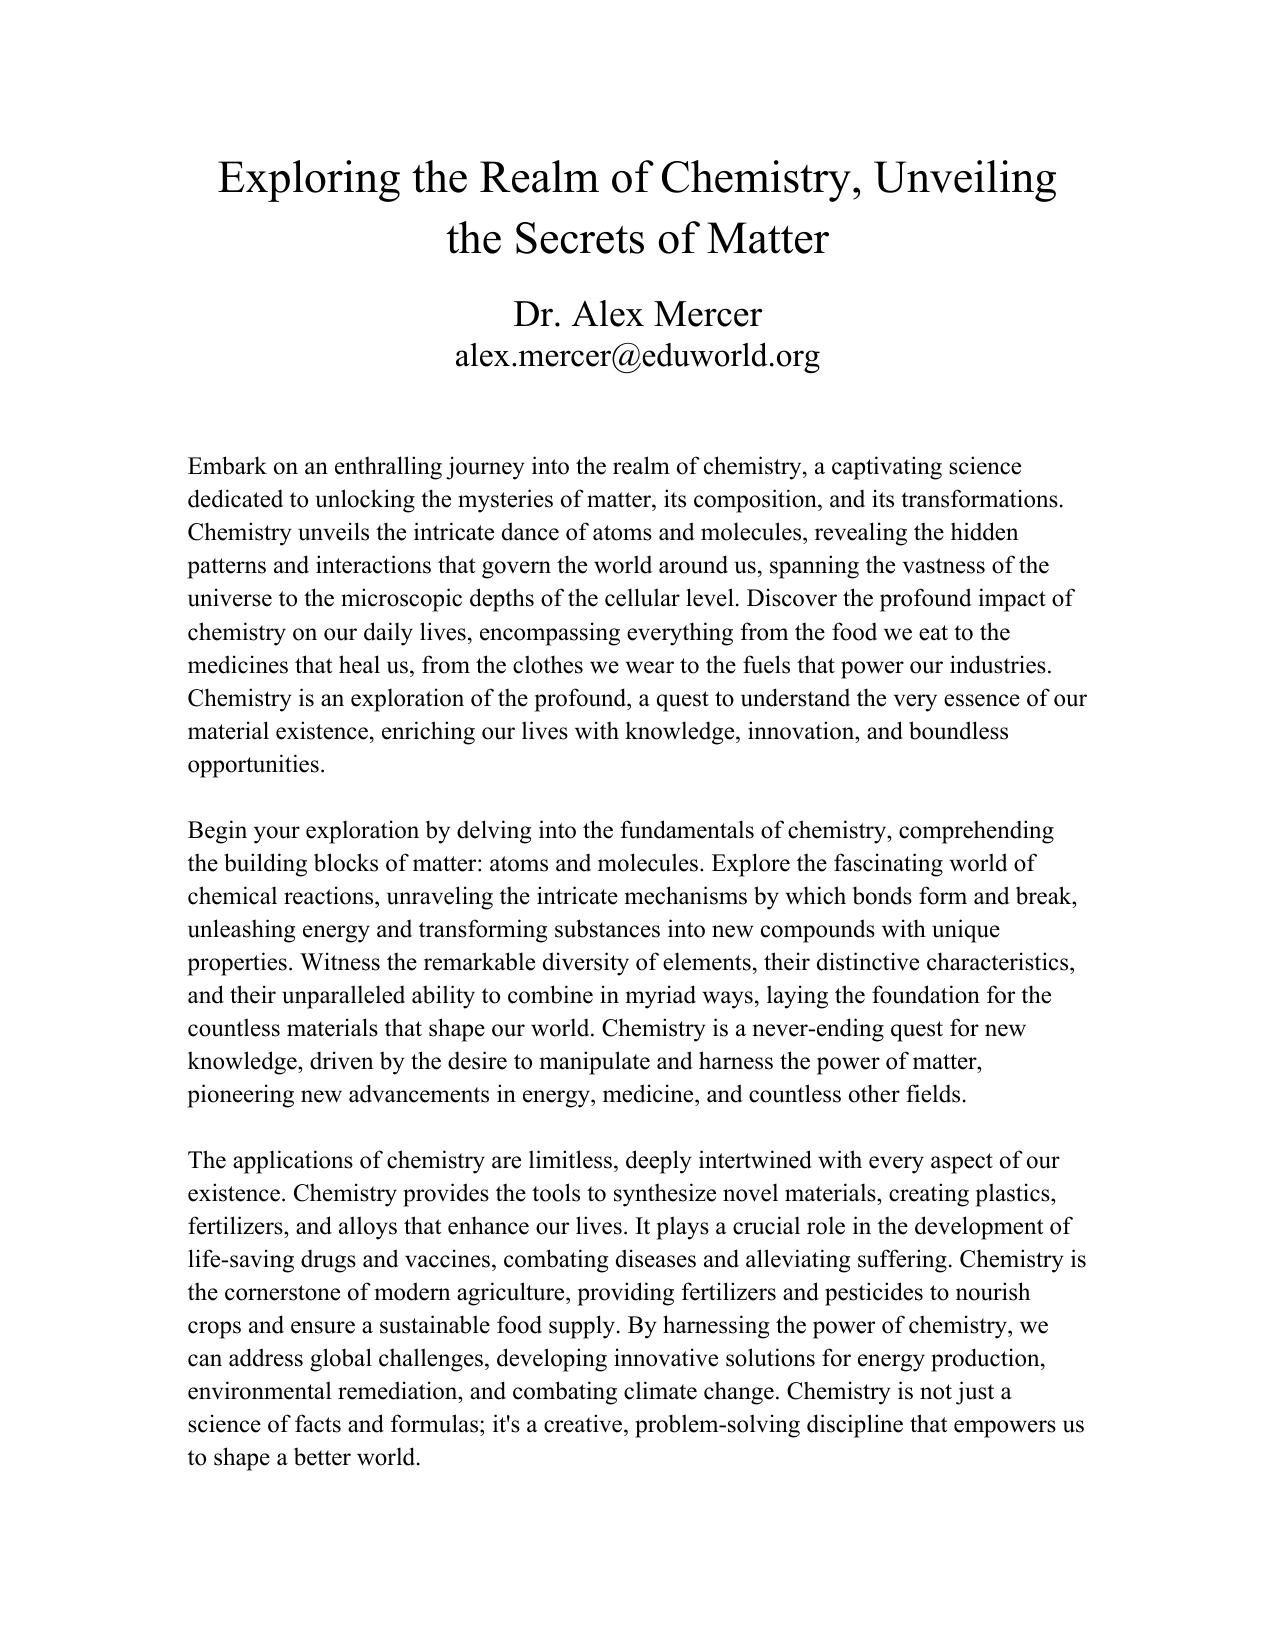 Exploring the Realm of Chemistry, Unveiling
the Secrets of Matter
Dr. Alex Mercer
alex.mercer@eduworld.org
Embark on an enthralling journey into the realm of chemistry, a captivating science
dedicated to unlocking the mysteries of matter, its composition, and its transformations.
Chemistry unveils the intricate dance of atoms and molecules, revealing the hidden
patterns and interactions that govern the world around us, spanning the vastness of the
universe to the microscopic depths of the cellular level. Discover the profound impact of
chemistry on our daily lives, encompassing everything from the food we eat to the
medicines that heal us, from the clothes we wear to the fuels that power our industries.
Chemistry is an exploration of the profound, a quest to understand the very essence of our
material existence, enriching our lives with knowledge, innovation, and boundless
opportunities.
Begin your exploration by delving into the fundamentals of chemistry, comprehending
the building blocks of matter: atoms and molecules. Explore the fascinating world of
chemical reactions, unraveling the intricate mechanisms by which bonds form and break,
unleashing energy and transforming substances into new compounds with unique
properties. Witness the remarkable diversity of elements, their distinctive characteristics,
and their unparalleled ability to combine in myriad ways, laying the foundation for the
countless materials that shape our world. Chemistry is a never-ending quest for new
knowledge, driven by the desire to manipulate and harness the power of matter,
pioneering new advancements in energy, medicine, and countless other fields.
The applications of chemistry are limitless, deeply intertwined with every aspect of our
existence. Chemistry provides the tools to synthesize novel materials, creating plastics,
fertilizers, and alloys that enhance our lives. It plays a crucial role in the development of
life-saving drugs and vaccines, combating diseases and alleviating suffering. Chemistry is
the cornerstone of modern agriculture, providing fertilizers and pesticides to nourish
crops and ensure a sustainable food supply. By harnessing the power of chemistry, we
can address global challenges, developing innovative solutions for energy production,
environmental remediation, and combating climate change. Chemistry is not just a
science of facts and formulas; it's a creative, problem-solving discipline that empowers us
to shape a better world.